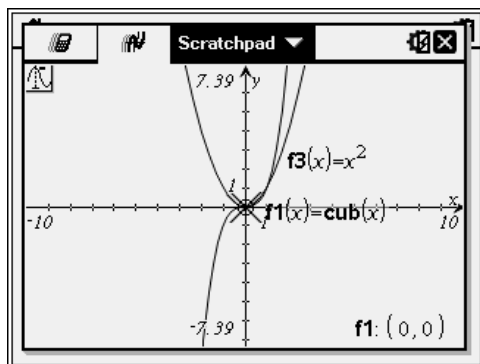 Scratchpad
7.39
y
f3(x)=x²
1
x
f1(x)=cub(x)
-10
1
10
-7.39
f1: (0,0)